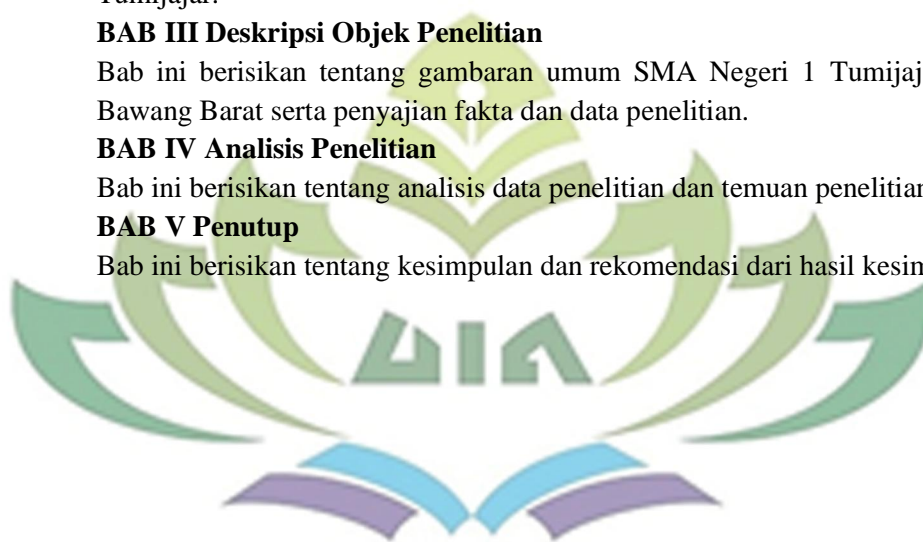 Tumijajar.
BAB III Deskripsi Objek Penelitian
Bab ini berisikan tentang gambaran umum SMA Negeri 1 Tumijaj
Bawang Barat serta penyajian fakta dan data penelitian.
BAB IV Analisis Penelitian
Bab ini berisikan tentang analisis data penelitian dan temuan penelitian
BAB V Penutup
Bab ini berisikan tentang kesimpulan dan rekomendasi dari hasil kesim
UIN